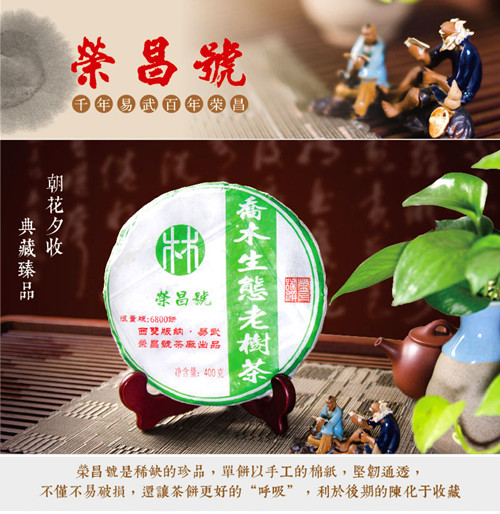 榮昌號
千年易武百年荣昌
朝花夕收
典藏臻品
林
榮昌號
限量版:6800餅
西雙版納·易武
榮昌號茶廠出品
净含量:400克
喬木生態老樹茶
榮昌號是稀缺的珍品，單餅以手工的棉紙，堅韌通透，
不僅不易破損，還讓茶餅更好的“呼吸”，利於後期的陳化于收藏